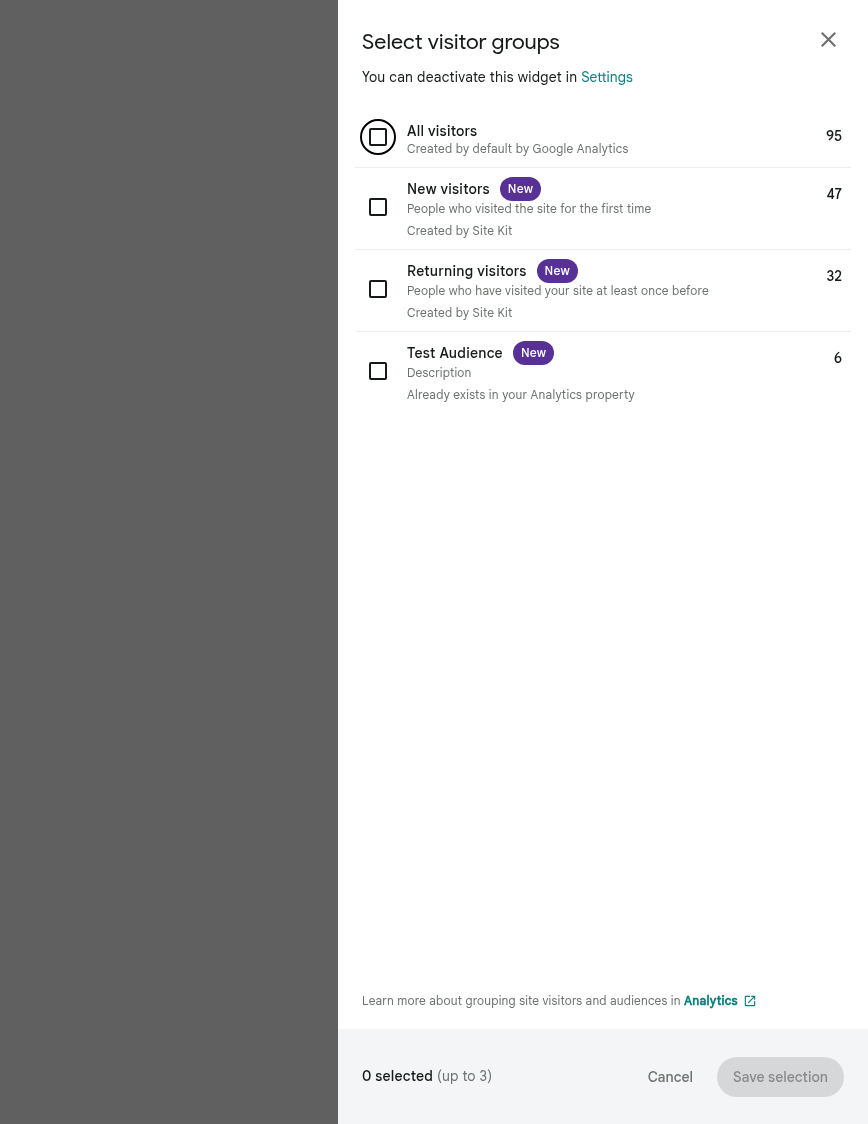 Select visitor groups
You can deactivate this widget in Settings
All visitors
95
Created by default by Google Analytics
New visitors New
47
People who visited the site for the first time
Created by Site Kit
Returning visitors New
32
People who have visited your site at least once before
Created by Site Kit
Test Audience New
6
Description
Already exists in your Analytics property
Learn more about grouping site visitors and audiences in Analytics
0 selected (up to 3)
Cancel
Save selection